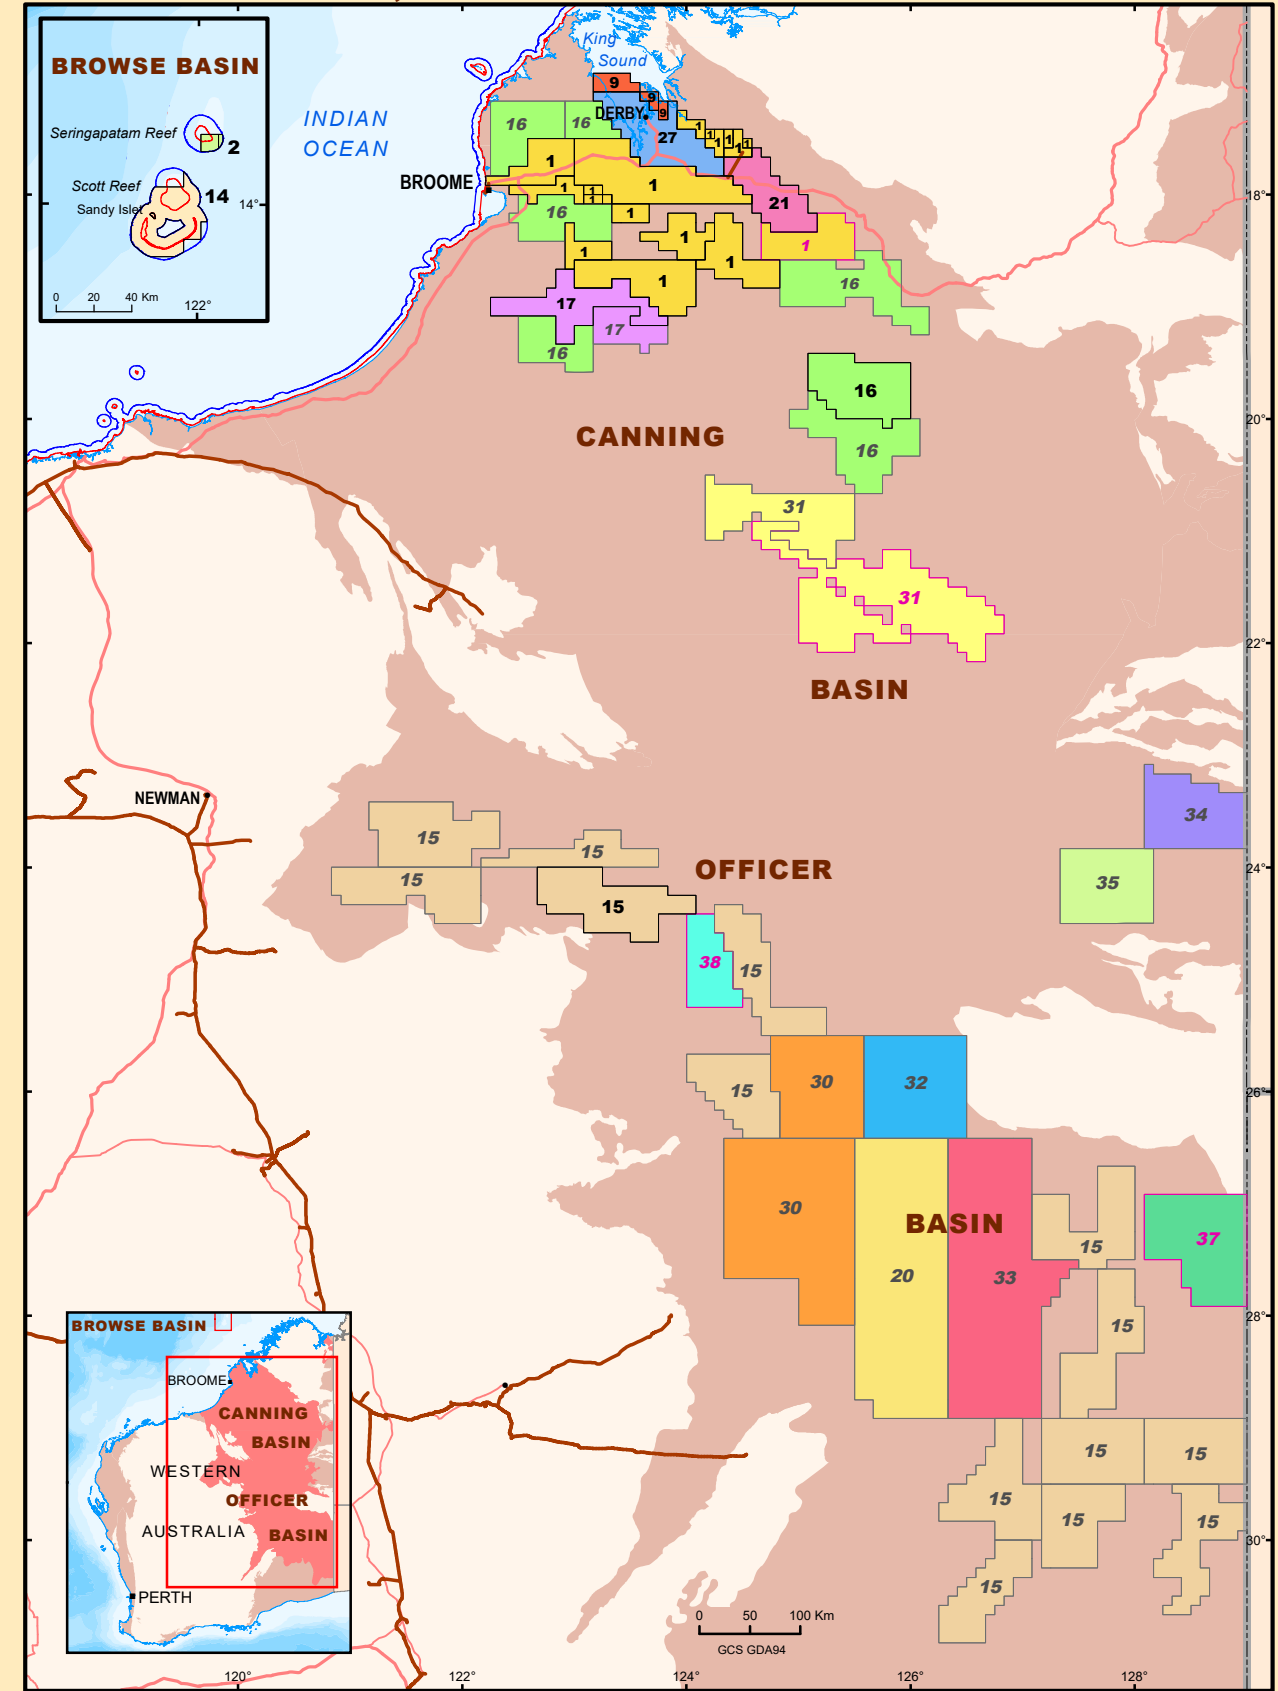 BROWSE BASIN
Seringapatam Reef
2
Scott Reef
Sandy Islet
14
14°
0 20 40 Km
122°
INDIAN
OCEAN
King
Sound
9
9
9
DERBY
27
16
16
1
1
1
1
1
1
1
1
1
BROOME
1
1
1
1
16
1
21
1
1
1
1
1
16
17
17
16
18°
16
20°
CANNING
16
31
31
22°
BASIN
NEWMAN
34
15
15
15
OFFICER
24°
35
15
38
15
15
30
32
26°
30
BASIN
20
33
15
37
15
28°
15
15
15
15
15
15
30°
BROWSE BASIN
BROOME
CANNING
BASIN
WESTERN
OFFICER
AUSTRALIA
BASIN
PERTH
0 50 100 Km
GCS GDA94
120°
122°
124°
126°
128°